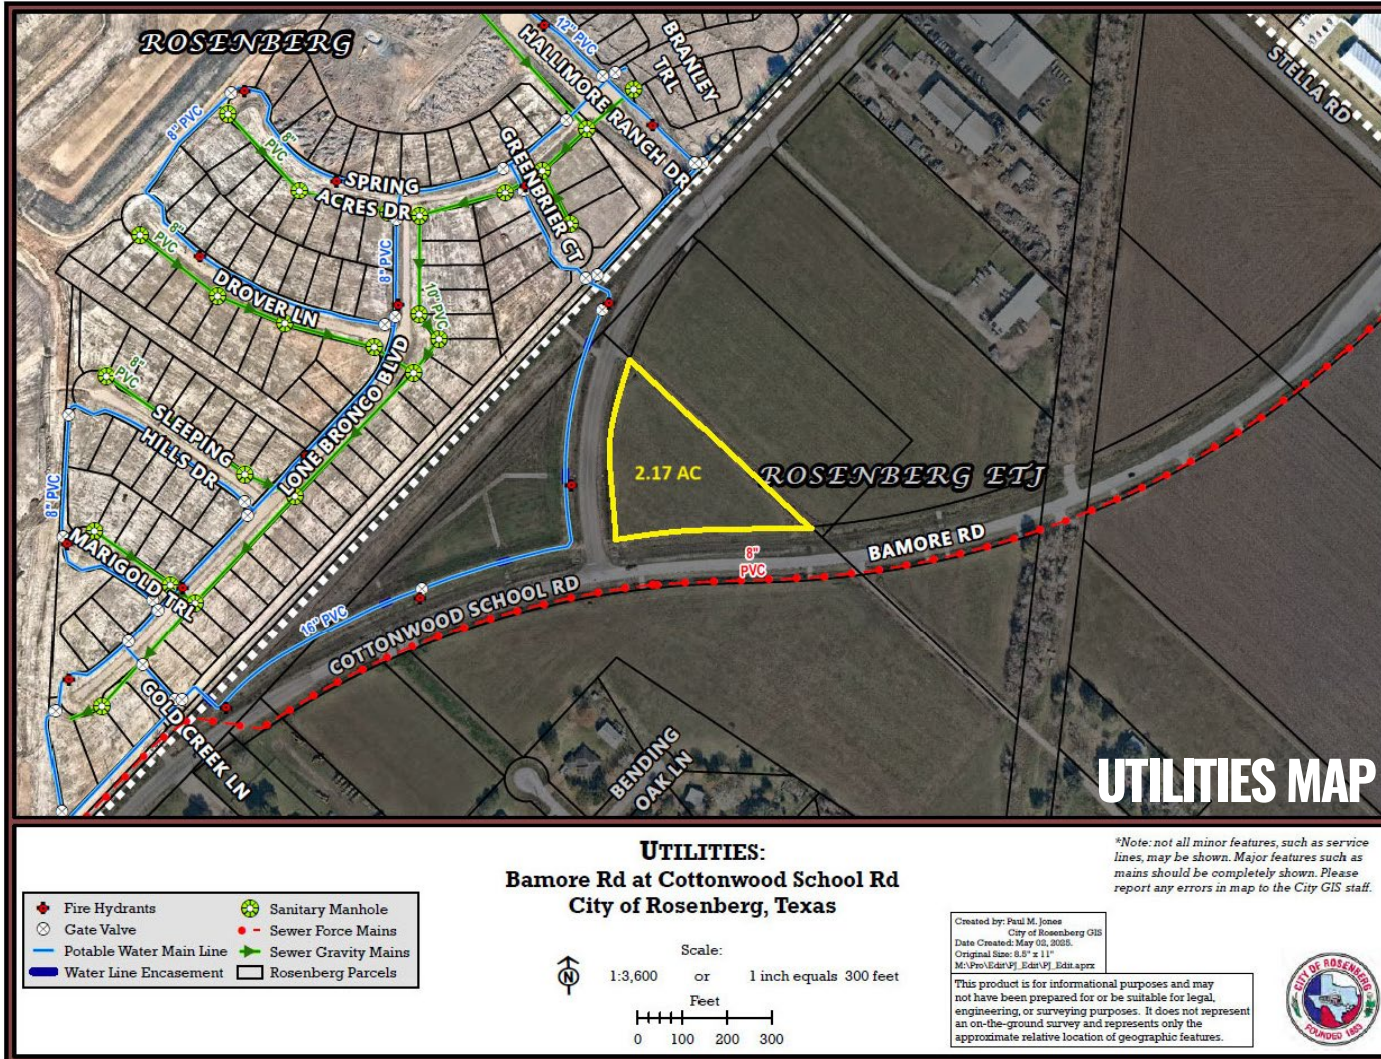 ROSENBERG
12" PVC
HALLIMORE RANCH DR
BRANLEY
TRL
STELLA RD
8" PVC
8"
PVC
SPRING
ACRES DR
GREENBRIER CT
8"
PVC
DROVER LN
8" PVC
10" PVC
8"
PVC
SLEEPING
HILLS DR
LONE BRONCO BLVD
8" PVC
MARIGOLD TRL
2.17 AC
ROSENBERG ETJ
BAMORE RD
8"
PVC
16" PVC
COTTONWOOD SCHOOL RD
GOLD CREEK LN
BENDING
OAK LN
UTILITIES MAP
UTILITIES:
Bamore Rd at Cottonwood School Rd
City of Rosenberg, Texas
*Note: not all minor features, such as service
lines, may be shown. Major features such as
mains should be completely shown. Please
report any errors in map to the City GIS staff.
Fire Hydrants
Gate Valve
Potable Water Main Line
Water Line Encasement
Sanitary Manhole
Sewer Force Mains
Sewer Gravity Mains
Rosenberg Parcels
N
Scale:
1:3,600 or 1 inch equals 300 feet
Feet
0 100 200 300
Created by: Paul M. Jones
City of Rosenberg GIS
Date Created: May 02, 2025.
Original Size: 8.5" x 11"
M:\Pro\Edit\PJ_Edit\PJ_Edit.aprx
This product is for informational purposes and may
not have been prepared for or be suitable for legal,
engineering, or surveying purposes. It does not represent
an on-the-ground survey and represents only the
approximate relative location of geographic features.
CITY OF ROSENBERG
FOUNDED 1883